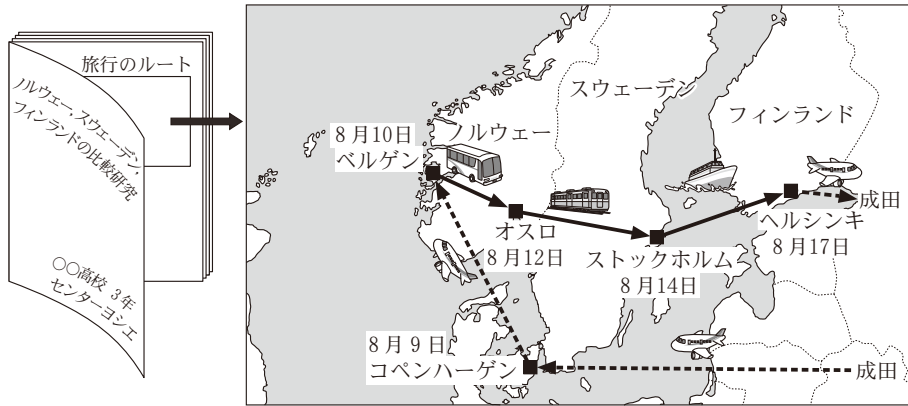 旅行のルート
ノルウェー・スウェーデン・
フィンランドの比較研究
○○高校 3年
センターヨシエ
スウェーデン
フィンランド
8月10日
ノルウェー
ベルゲン
成田
オスロ
8月12日
ヘルシンキ
8月17日
ストックホルム
8月14日
8月9日
コペンハーゲン
成田